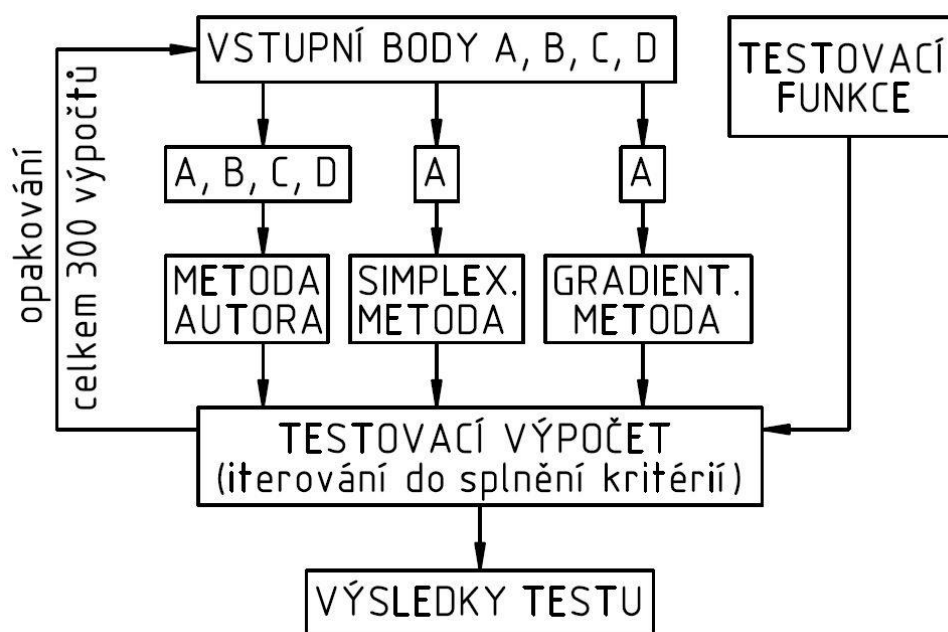 VSTUPNÍ BODY A, B, C, D
TESTOVACÍ
FUNKCE
opakování
celkem 300 výpočtů
A, B, C, D
A
A
METODA
AUTORA
SIMPLEX.
METODA
GRADIENT.
METODA
TESTOVACÍ VÝPOČET
(iterování do splnění kritérií)
VÝSLEDKY TESTU